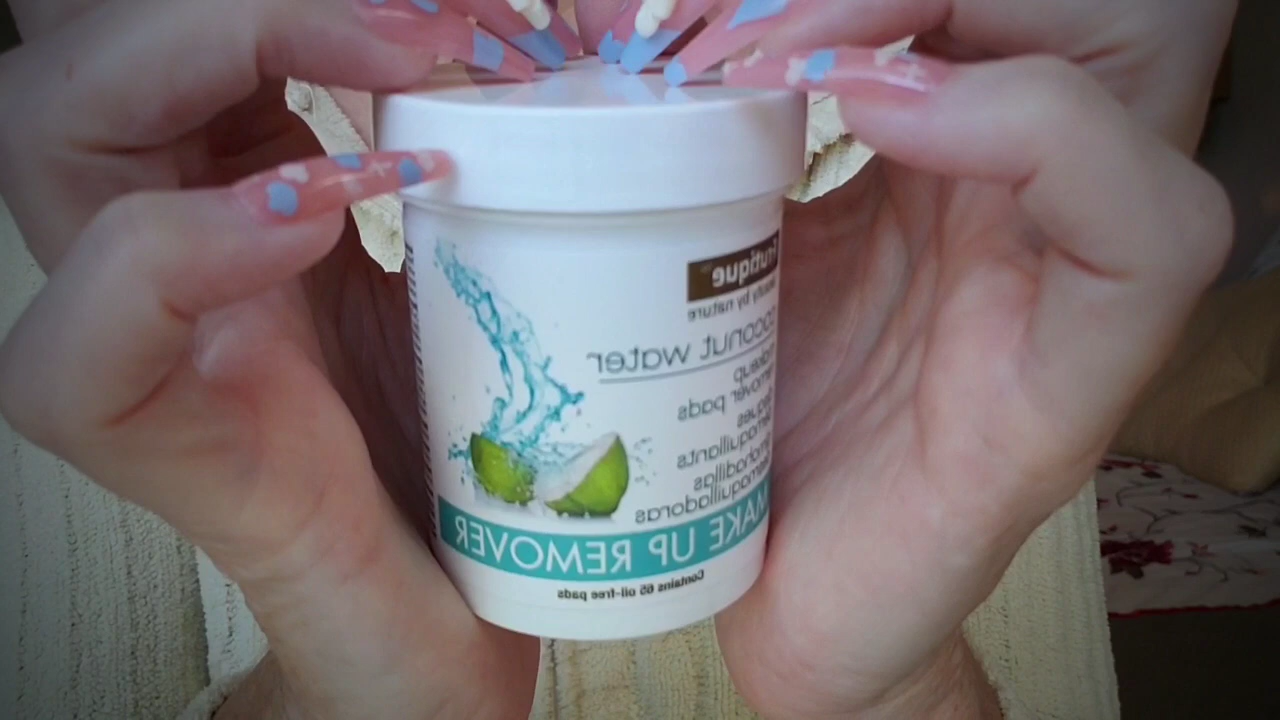 frutique™
beauty by nature
coconut water
makeup
remover pads
disques
démaquillants
almohadillas
desmaquilladoras
MAKE UP REMOVER
Contains 65 oil-free pads